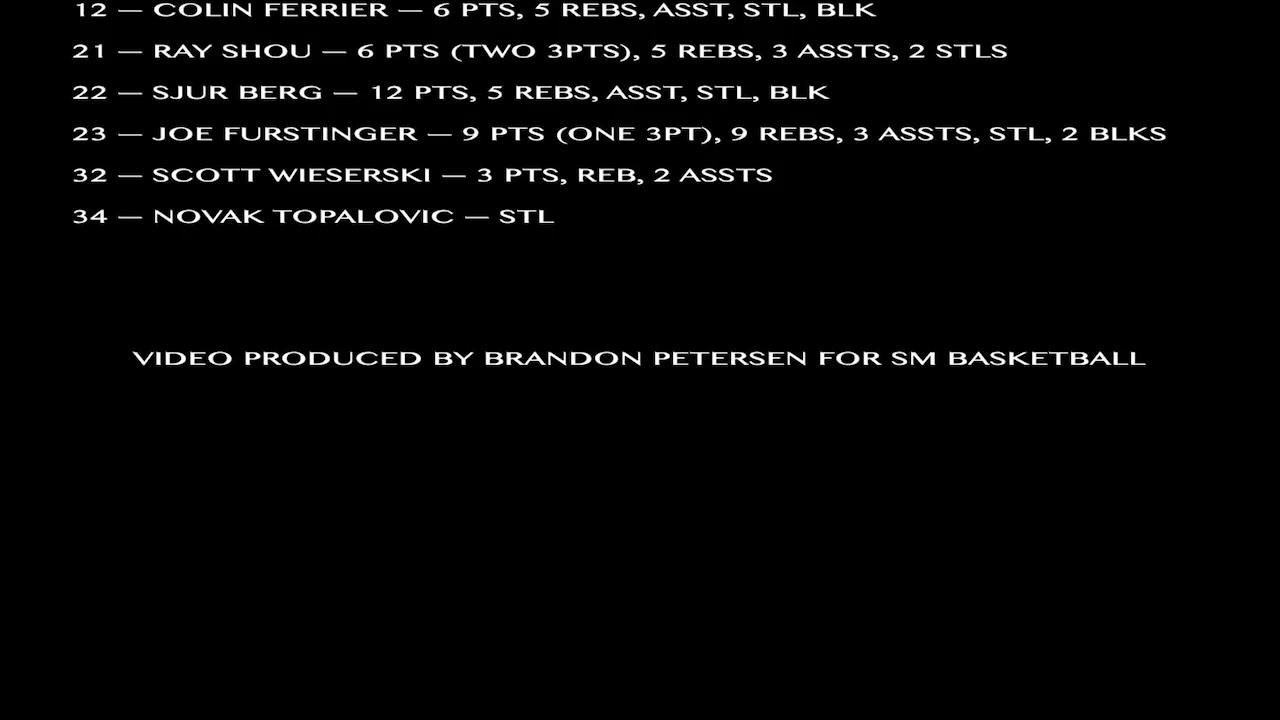 12 — COLIN FERRIER — 6 PTS, 5 REBS, ASST, STL, BLK
21 — RAY SHOU — 6 PTS (TWO 3PTS), 5 REBS, 3 ASSTS, 2 STLS
22 — SJUR BERG — 12 PTS, 5 REBS, ASST, STL, BLK
23 — JOE FURSTINGER — 9 PTS (ONE 3PT), 9 REBS, 3 ASSTS, STL, 2 BLKS
32 — SCOTT WIESERSKI — 3 PTS, REB, 2 ASSTS
34 — NOVAK TOPALOVIC — STL
VIDEO PRODUCED BY BRANDON PETERSEN FOR SM BASKETBALL